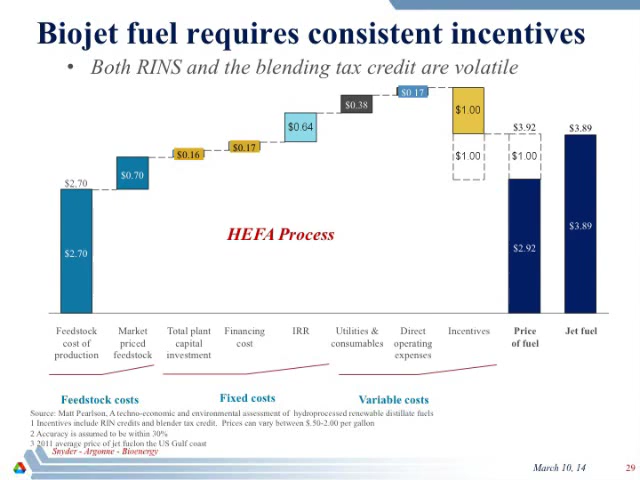 Biojet fuel requires consistent incentives
• Both RINS and the blending tax credit are volatile
$2.70
$2.70
$0.70
$0.16
$0.17
$0.64
$0.38
$0.17
$1.00
$1.00
$3.92
$1.00
$2.92
$3.89
$3.89
HEFA Process
Feedstock cost of production
Market priced feedstock
Total plant capital investment
Financing cost
IRR
Utilities & consumables
Direct operating expenses
Incentives
Price of fuel
Jet fuel
Feedstock costs
Fixed costs
Variable costs
Source: Matt Pearlson, A techno-economic and environmental assessment of hydroprocessed renewable distillate fuels
1 Incentives include RIN credits and blender tax credit. Prices can vary between $.50-2.00 per gallon
2 Accuracy is assumed to be within 30%
3 2011 average price of jet fuelon the US Gulf coast
Snyder - Argonne - Bioenergy
March 10, 14
29